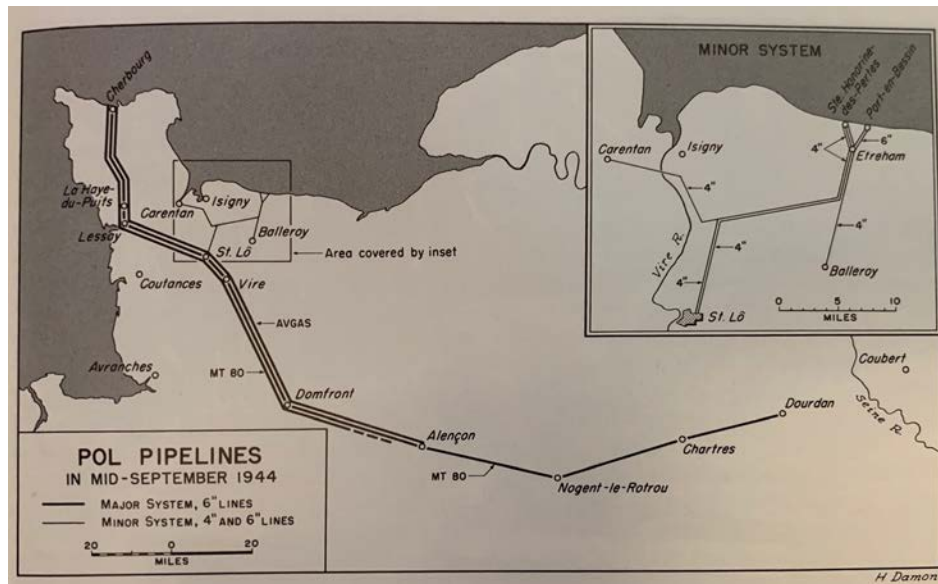 Cherbourg
La Haye-
du-Puits
Carentan
Isigny
Lessay
Balleroy
St. Lô
Area covered by inset
Coutances
Vire
AVGAS
Avranches
MT 80
Domfront
Alençon
MT 80
Nogent-le-Rotrou
Chartres
Dourdan
Coubert
Seine R.
MINOR SYSTEM
Ste. Honorine-
des-Perles
Port-en-Bessin
Carentan
Isigny
4"
6"
Etreham
4"
Vire R.
4"
4"
4"
Balleroy
St. Lô
0 5 10
MILES
POL PIPELINES
IN MID-SEPTEMBER 1944
MAJOR SYSTEM, 6" LINES
MINOR SYSTEM, 4" AND 6" LINES
20 0 20
MILES
H Damon